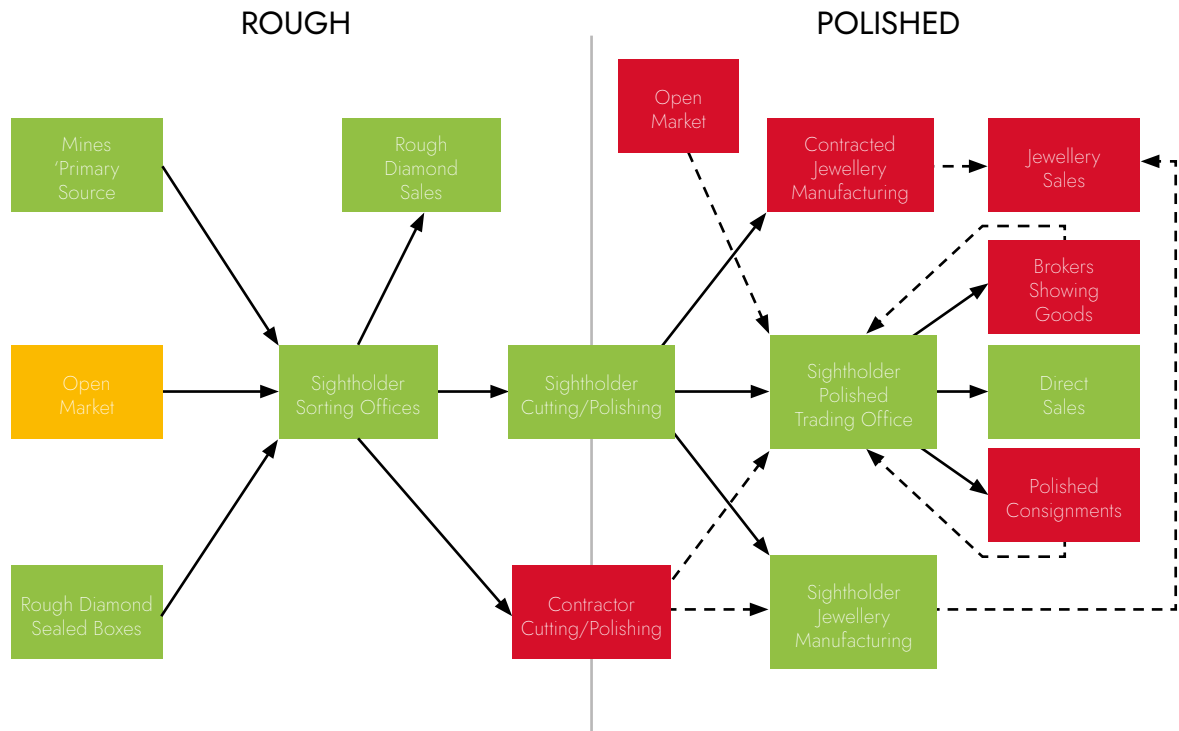 ROUGH
POLISHED
Open
Market
Mines
‘Primary
Source
Rough
Diamond
Sales
Contracted
Jewellery
Manufacturing
Jewellery
Sales
Brokers
Showing
Goods
Open
Market
Sightholder
Sorting Offices
Sightholder
Cutting/Polishing
Sightholder
Polished
Trading Office
Direct
Sales
Polished
Consignments
Rough Diamond
Sealed Boxes
Contractor
Cutting/Polishing
Sightholder
Jewellery
Manufacturing